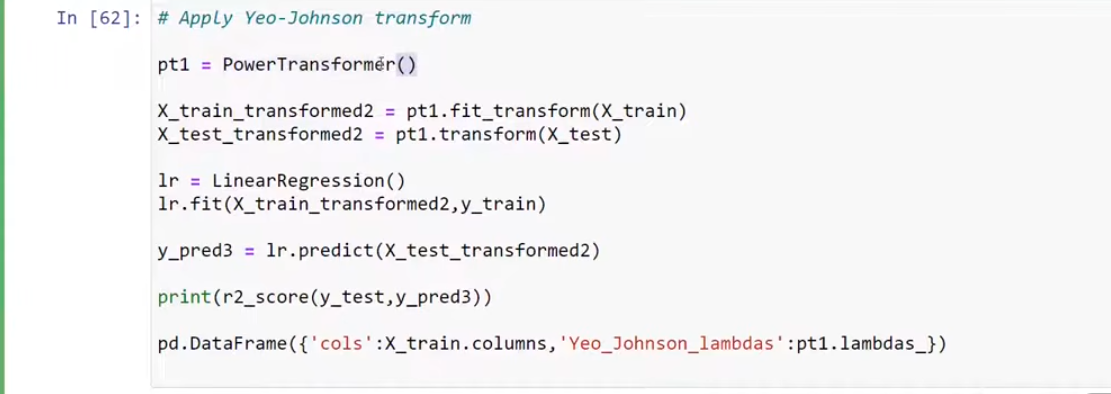 In [62]: # Apply Yeo-Johnson transform
pt1 = PowerTransformer()
X_train_transformed2 = pt1.fit_transform(X_train)
X_test_transformed2 = pt1.transform(X_test)
lr = LinearRegression()
lr.fit(X_train_transformed2,y_train)
y_pred3 = lr.predict(X_test_transformed2)
print(r2_score(y_test,y_pred3))
pd.DataFrame({'cols':X_train.columns,'Yeo_Johnson_lambdas':pt1.lambdas_})